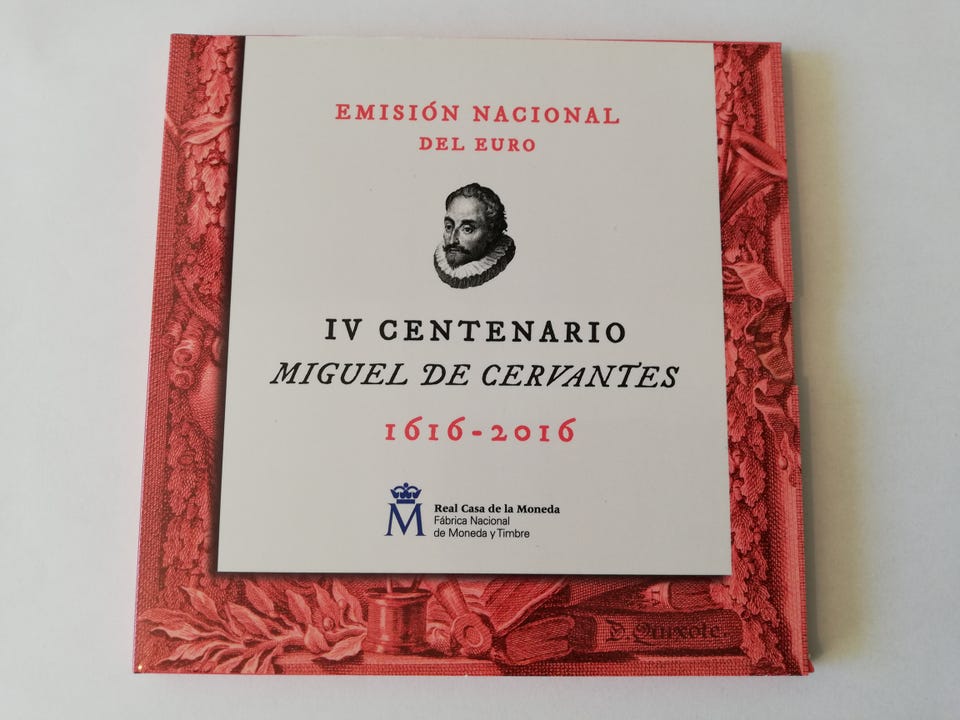 EMISIÓN NACIONAL
DEL EURO
IV CENTENARIO
MIGUEL DE CERVANTES
1616-2016
M
Real Casa de la Moneda
Fábrica Nacional
de Moneda y Timbre
D. Quixote